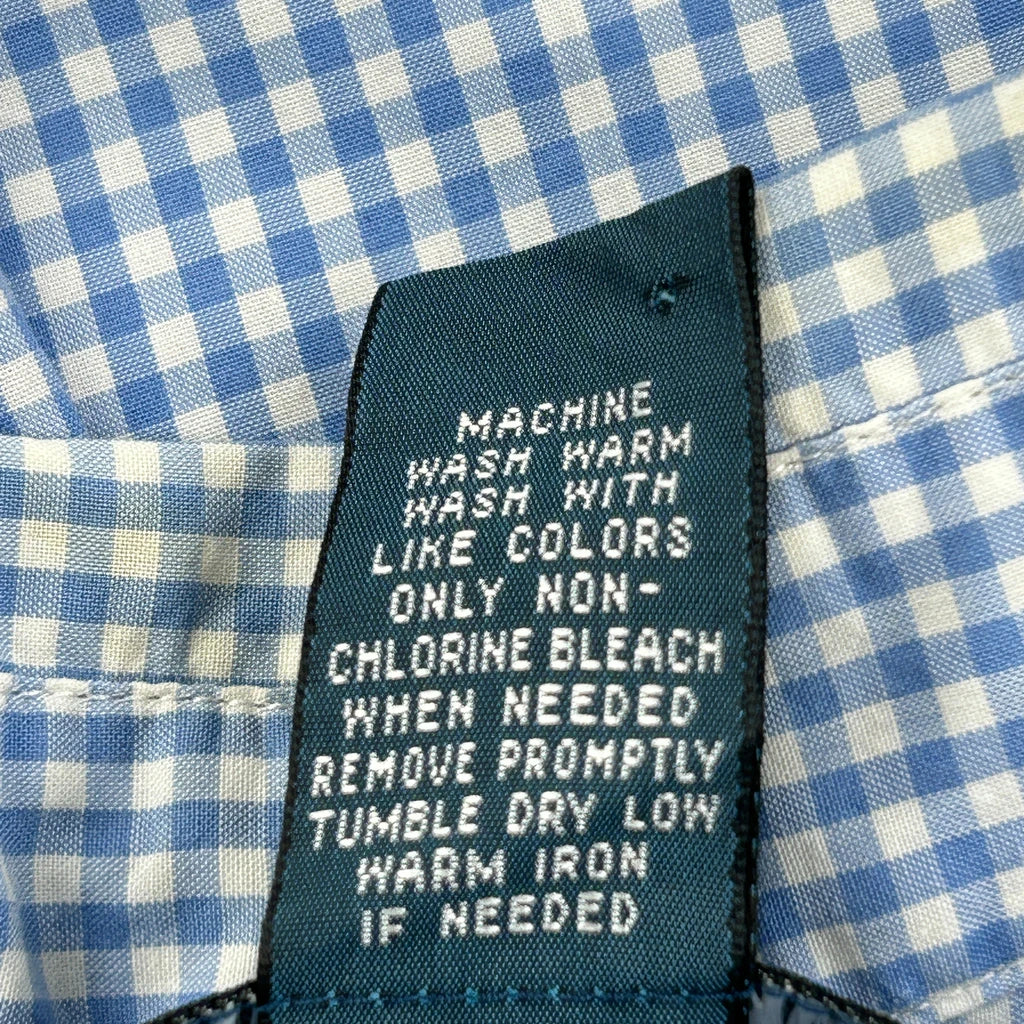 MACHINE
WASH WARM
WASH WITH
LIKE COLORS
ONLY NON-
CHLORINE BLEACH
WHEN NEEDED
REMOVE PROMPTLY
TUMBLE DRY LOW
WARM IRON
IF NEEDED